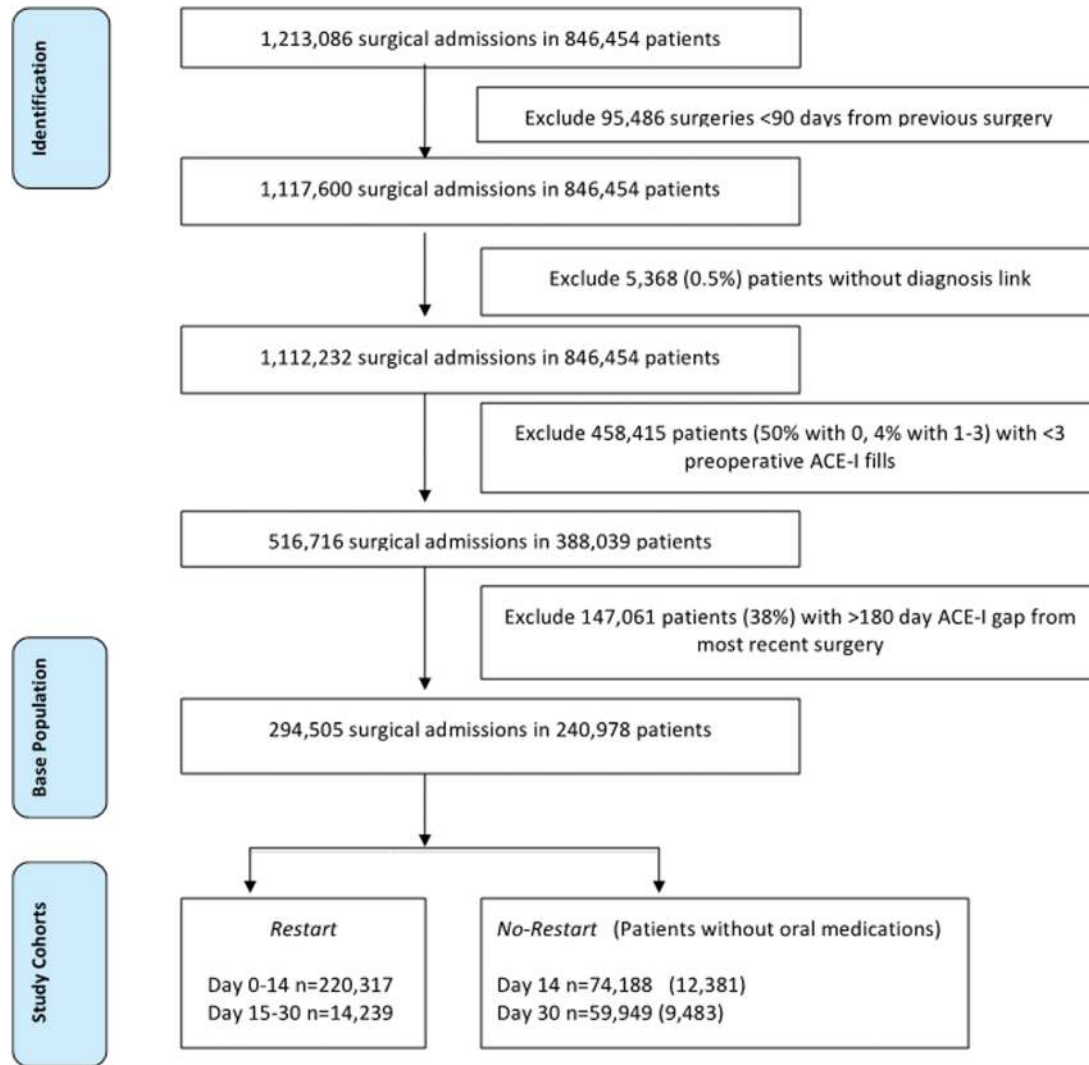 Identification
1,213,086 surgical admissions in 846,454 patients
Exclude 95,486 surgeries <90 days from previous surgery
1,117,600 surgical admissions in 846,454 patients
Exclude 5,368 (0.5%) patients without diagnosis link
1,112,232 surgical admissions in 846,454 patients
Exclude 458,415 patients (50% with 0, 4% with 1-3) with <3
preoperative ACE-I fills
516,716 surgical admissions in 388,039 patients
Exclude 147,061 patients (38%) with >180 day ACE-I gap from
most recent surgery
Base Population
294,505 surgical admissions in 240,978 patients
Study Cohorts
Restart
Day 0-14 n=220,317
Day 15-30 n=14,239
No-Restart (Patients without oral medications)
Day 14 n=74,188 (12,381)
Day 30 n=59,949 (9,483)